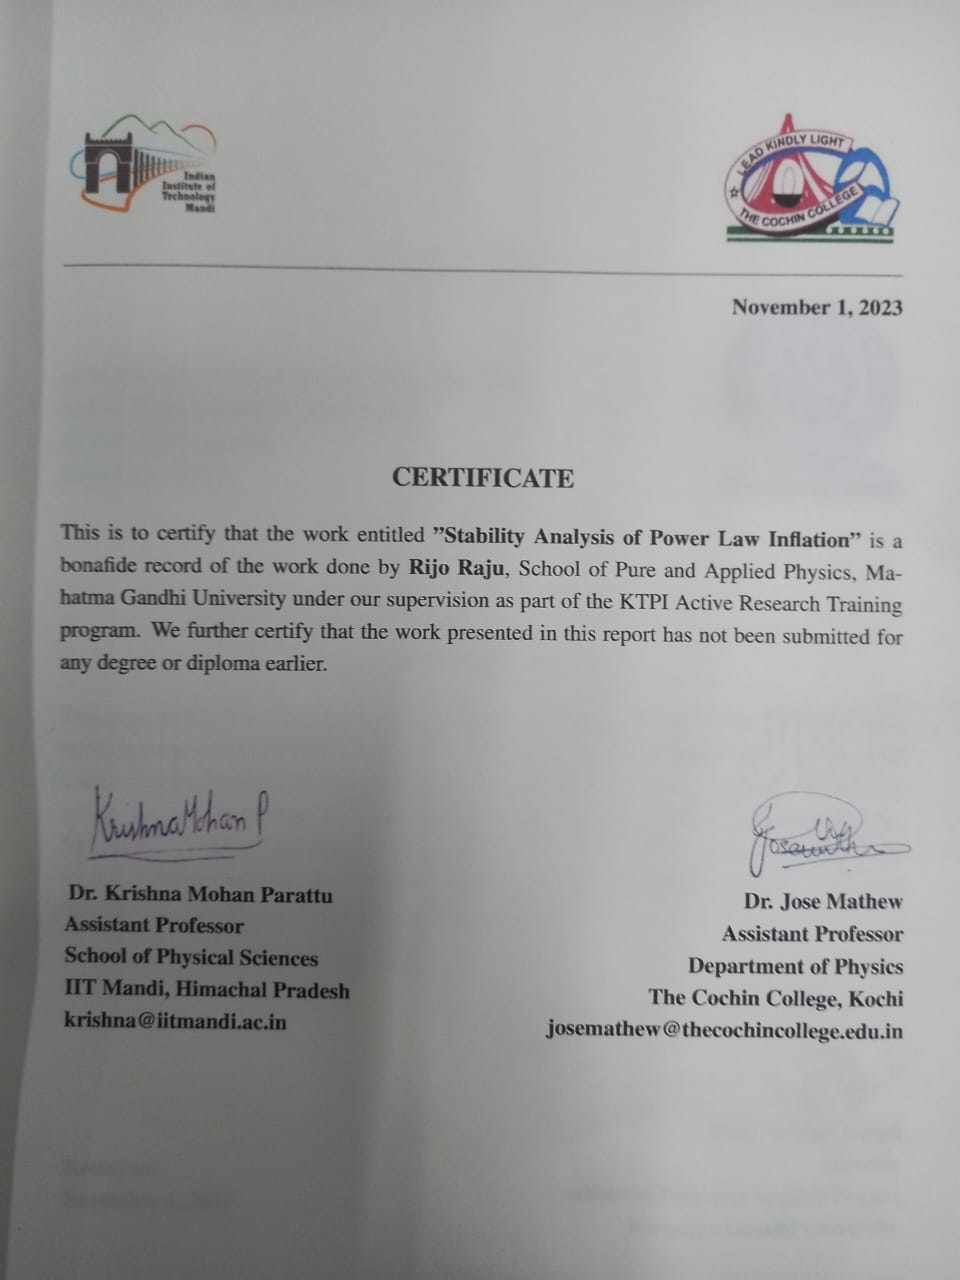 Indian
Institute of
Technology
Mandi
LEAD KINDLY LIGHT
THE COCHIN COLLEGE
November 1, 2023
CERTIFICATE
This is to certify that the work entitled ”Stability Analysis of Power Law Inflation” is a
bonafide record of the work done by Rijo Raju, School of Pure and Applied Physics, Ma-
hatma Gandhi University under our supervision as part of the KTPI Active Research Training
program. We further certify that the work presented in this report has not been submitted for
any degree or diploma earlier.
Krishna Mohan P
Dr. Krishna Mohan Parattu
Assistant Professor
School of Physical Sciences
IIT Mandi, Himachal Pradesh
krishna@iitmandi.ac.in
Dr. Jose Mathew
Assistant Professor
Department of Physics
The Cochin College, Kochi
josemathew@thecochincollege.edu.in